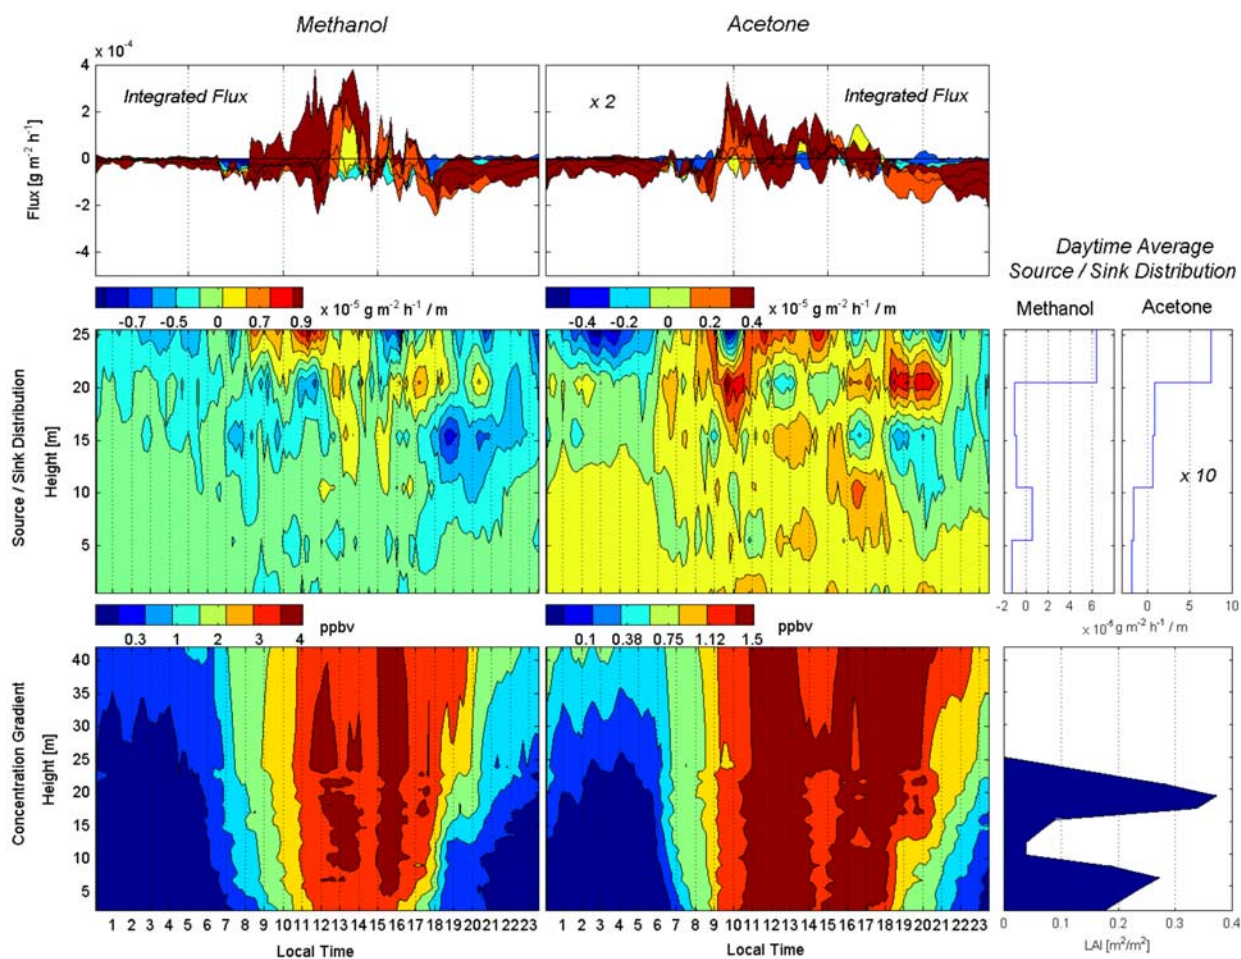 Methanol
Acetone
x 10⁻⁴
4
2
0
-2
-4
Flux [g m⁻² h⁻¹]
Integrated Flux
x 2
Integrated Flux
-0.7 -0.5 0 0.7 0.9
x 10⁻⁵ g m⁻² h⁻¹ / m
-0.4 -0.2 0 0.2 0.4
x 10⁻⁵ g m⁻² h⁻¹ / m
Daytime Average
Source / Sink Distribution
Methanol
Acetone
Source / Sink Distribution
Height [m]
25
20
15
10
5
x 10
-2 0 2 4 6
0 5 10
x 10⁻⁶ g m⁻² h⁻¹ / m
0.3 1 2 3 4
ppbv
0.1 0.38 0.75 1.12 1.5
ppbv
Concentration Gradient
Height [m]
40
35
30
25
20
15
10
5
1 2 3 4 5 6 7 8 9 10 11 12 13 14 15 16 17 18 19 20 21 22 23
Local Time
1 2 3 4 5 6 7 8 9 10 11 12 13 14 15 16 17 18 19 20 21 22 23
Local Time
0 0.1 0.2 0.3 0.4
LAI [m²/m²]